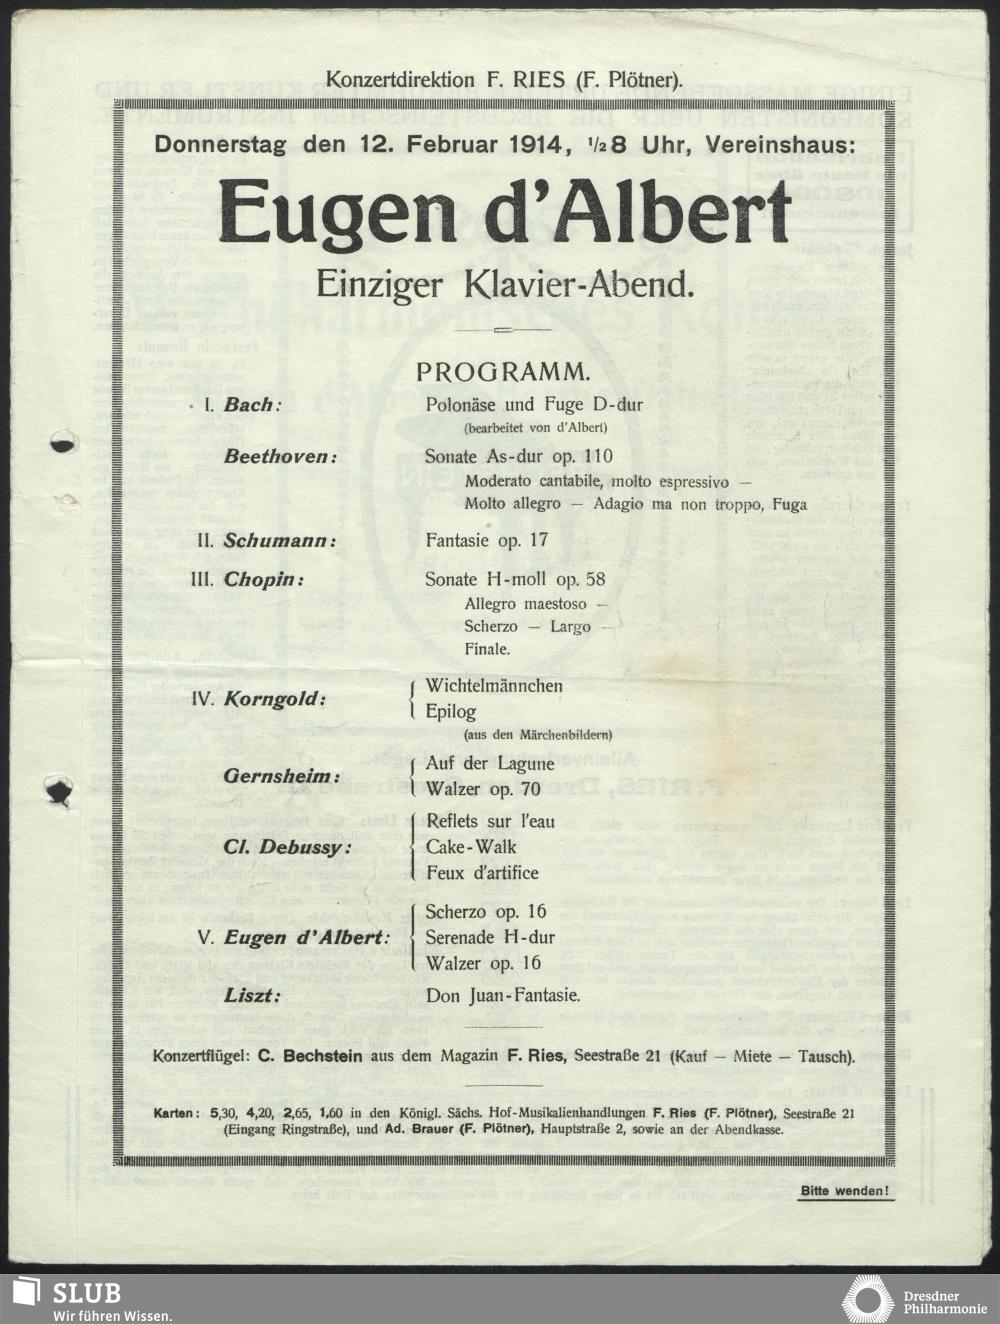 Konzertdirektion F. RIES (F. Plötner).
Donnerstag den 12. Februar 1914, 1/2 8 Uhr, Vereinshaus:
Eugen d'Albert
Einziger Klavier-Abend.
PROGRAMM.
I. Bach: Polonäse und Fuge D-dur
(bearbeitet von d'Albert)
Beethoven: Sonate As-dur op. 110
Moderato cantabile, molto espressivo —
Molto allegro — Adagio ma non troppo, Fuga
II. Schumann: Fantasie op. 17
III. Chopin: Sonate H-moll op. 58
Allegro maestoso —
Scherzo — Largo —
Finale.
IV. Korngold: Wichtelmännchen
Epilog
(aus den Märchenbildern)
Gernsheim: Auf der Lagune
Walzer op. 70
Cl. Debussy: Reflets sur l'eau
Cake-Walk
Feux d'artifice
V. Eugen d'Albert: Scherzo op. 16
Serenade H-dur
Walzer op. 16
Liszt: Don Juan-Fantasie.
Konzertflügel: C. Bechstein aus dem Magazin F. Ries, Seestraße 21 (Kauf — Miete — Tausch).
Karten: 5,30, 4,20, 2,65, 1,60 in den Königl. Sächs. Hof-Musikalienhandlungen F. Ries (F. Plötner), Seestraße 21
(Eingang Ringstraße), und Ad. Brauer (F. Plötner), Hauptstraße 2, sowie an der Abendkasse.
Bitte wenden!
SLUB
Wir führen Wissen.
Dresdner
Philharmonie